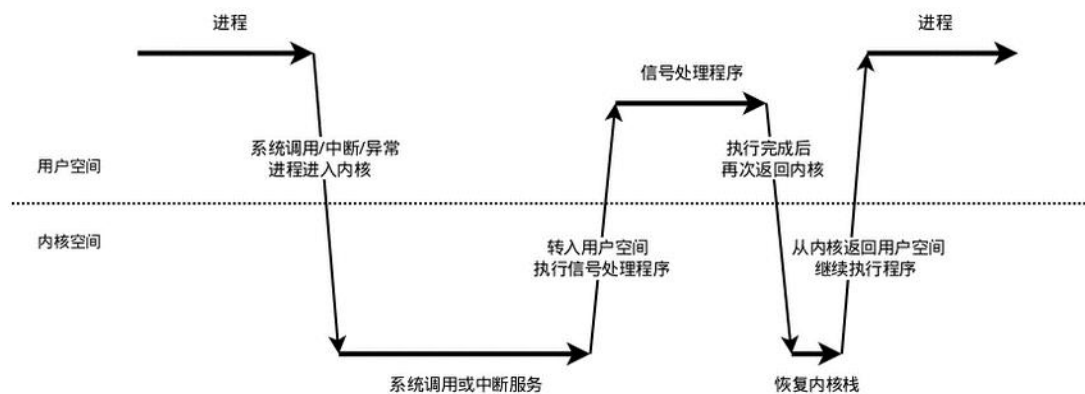 进程
进程
信号处理程序
系统调用/中断/异常
进程进入内核
执行完成后
再次返回内核
用户空间
内核空间
转入用户空间
执行信号处理程序
从内核返回用户空间
继续执行程序
系统调用或中断服务
恢复内核栈